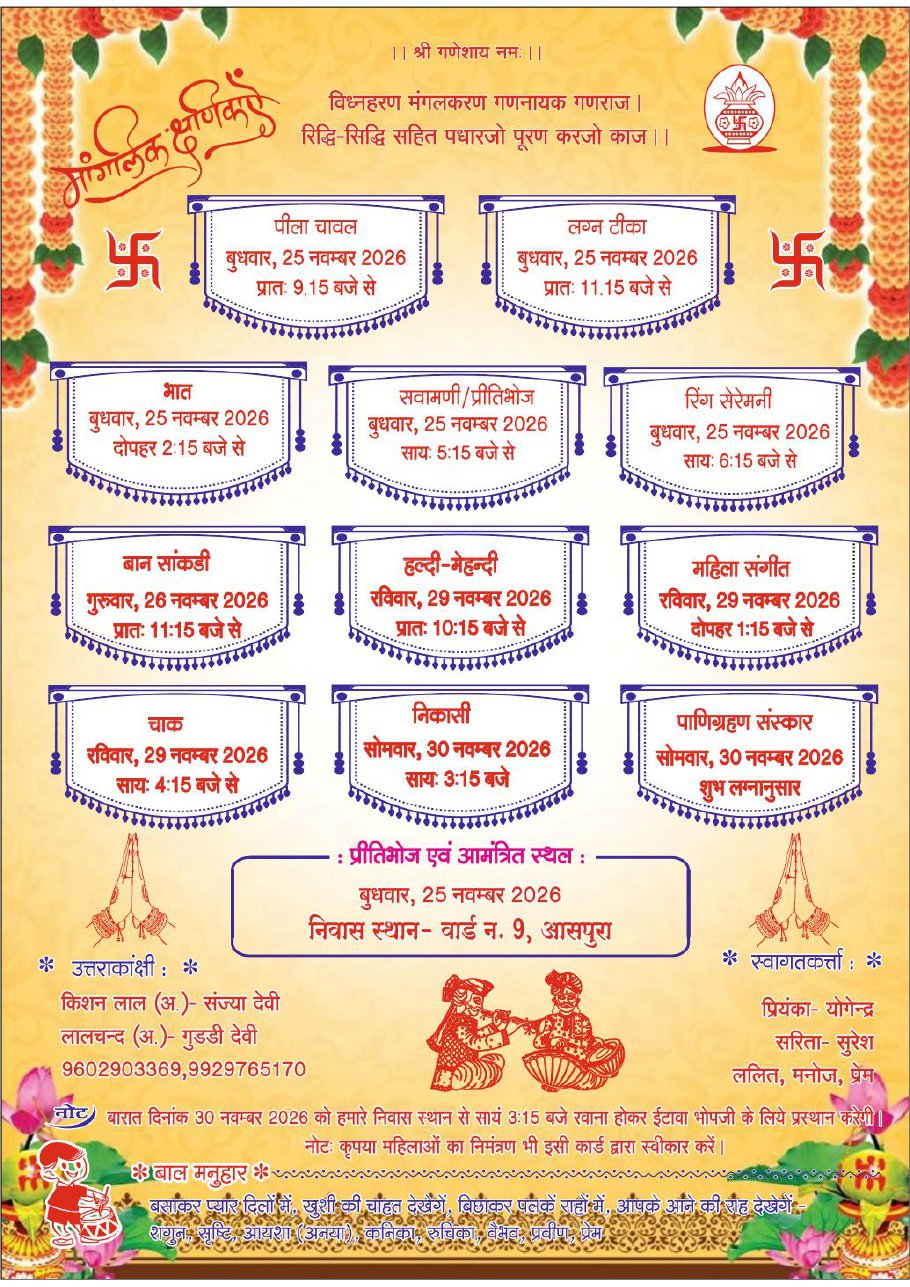 || श्री गणेशाय नमः ||
विध्नहरण मंगलकरण गणनायक गणराज |
रिद्धि-सिद्धि सहित पधारजो पूरण करजो काज ||
मांगलिक क्षणिकाऐं
पीला चावल
बुधवार, 25 नवम्बर 2026
प्रातः 9.15 बजे से
लग्न टीका
बुधवार, 25 नवम्बर 2026
प्रातः 11.15 बजे से
भात
बुधवार, 25 नवम्बर 2026
दोपहर 2:15 बजे से
सवामणी/प्रीतिभोज
बुधवार, 25 नवम्बर 2026
सायः 5:15 बजे से
रिंग सेरेमनी
बुधवार, 25 नवम्बर 2026
सायः 6:15 बजे से
बान सांकडी
गुरुवार, 26 नवम्बर 2026
प्रातः 11:15 बजे से
हल्दी-मेहन्दी
रविवार, 29 नवम्बर 2026
प्रातः 10:15 बजे से
महिला संगीत
रविवार, 29 नवम्बर 2026
दोपहर 1:15 बजे से
चाक
रविवार, 29 नवम्बर 2026
सायः 4:15 बजे से
निकासी
सोमवार, 30 नवम्बर 2026
सायः 3:15 बजे
पाणिग्रहण संस्कार
सोमवार, 30 नवम्बर 2026
शुभ लग्नानुसार
: प्रीतिभोज एवं आमंत्रित स्थल :
बुधवार, 25 नवम्बर 2026
निवास स्थान- वार्ड न. 9, आसपुरा
* उत्तराकांक्षी : *
किशन लाल (अ.)- संज्या देवी
लालचन्द (अ.)- गुडडी देवी
9602903369,9929765170
* स्वागतकर्त्ता : *
प्रियंका- योगेन्द्र
सरिता- सुरेश
ललित, मनोज, प्रेम
नोट बारात दिनांक 30 नवम्बर 2026 को हमारे निवास स्थान से सायं 3:15 बजे रवाना होकर ईटावा भोपजी के लिये प्रस्थान करेगी |
नोटः कृपया महिलाओं का निमंत्रण भी इसी कार्ड द्वारा स्वीकार करें |
* बाल मनुहार *
बसाकर प्यार दिलों में, खुशी की चाहत देखेगें, बिछाकर पलकें राहों में, आपके आने की राह देखेगें -
शगुन, सृष्टि, आयशा (अनया), कनिका, रुचिका, वैभव, प्रवीण, प्रेम